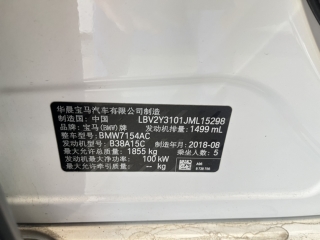 华晨宝马汽车有限公司制造
制造国：中国 LBV2Y3101JML15298
品牌：宝马(BMW)牌 发动机排量：1499 mL
整车型号：BMW7154AC
发动机型号：B38A15C 制造年月：2018-08
最大允许总质量：1855 kg 乘坐人数：5
发动机最大净功率：100 kW
最大允许牵引质量：-- kg